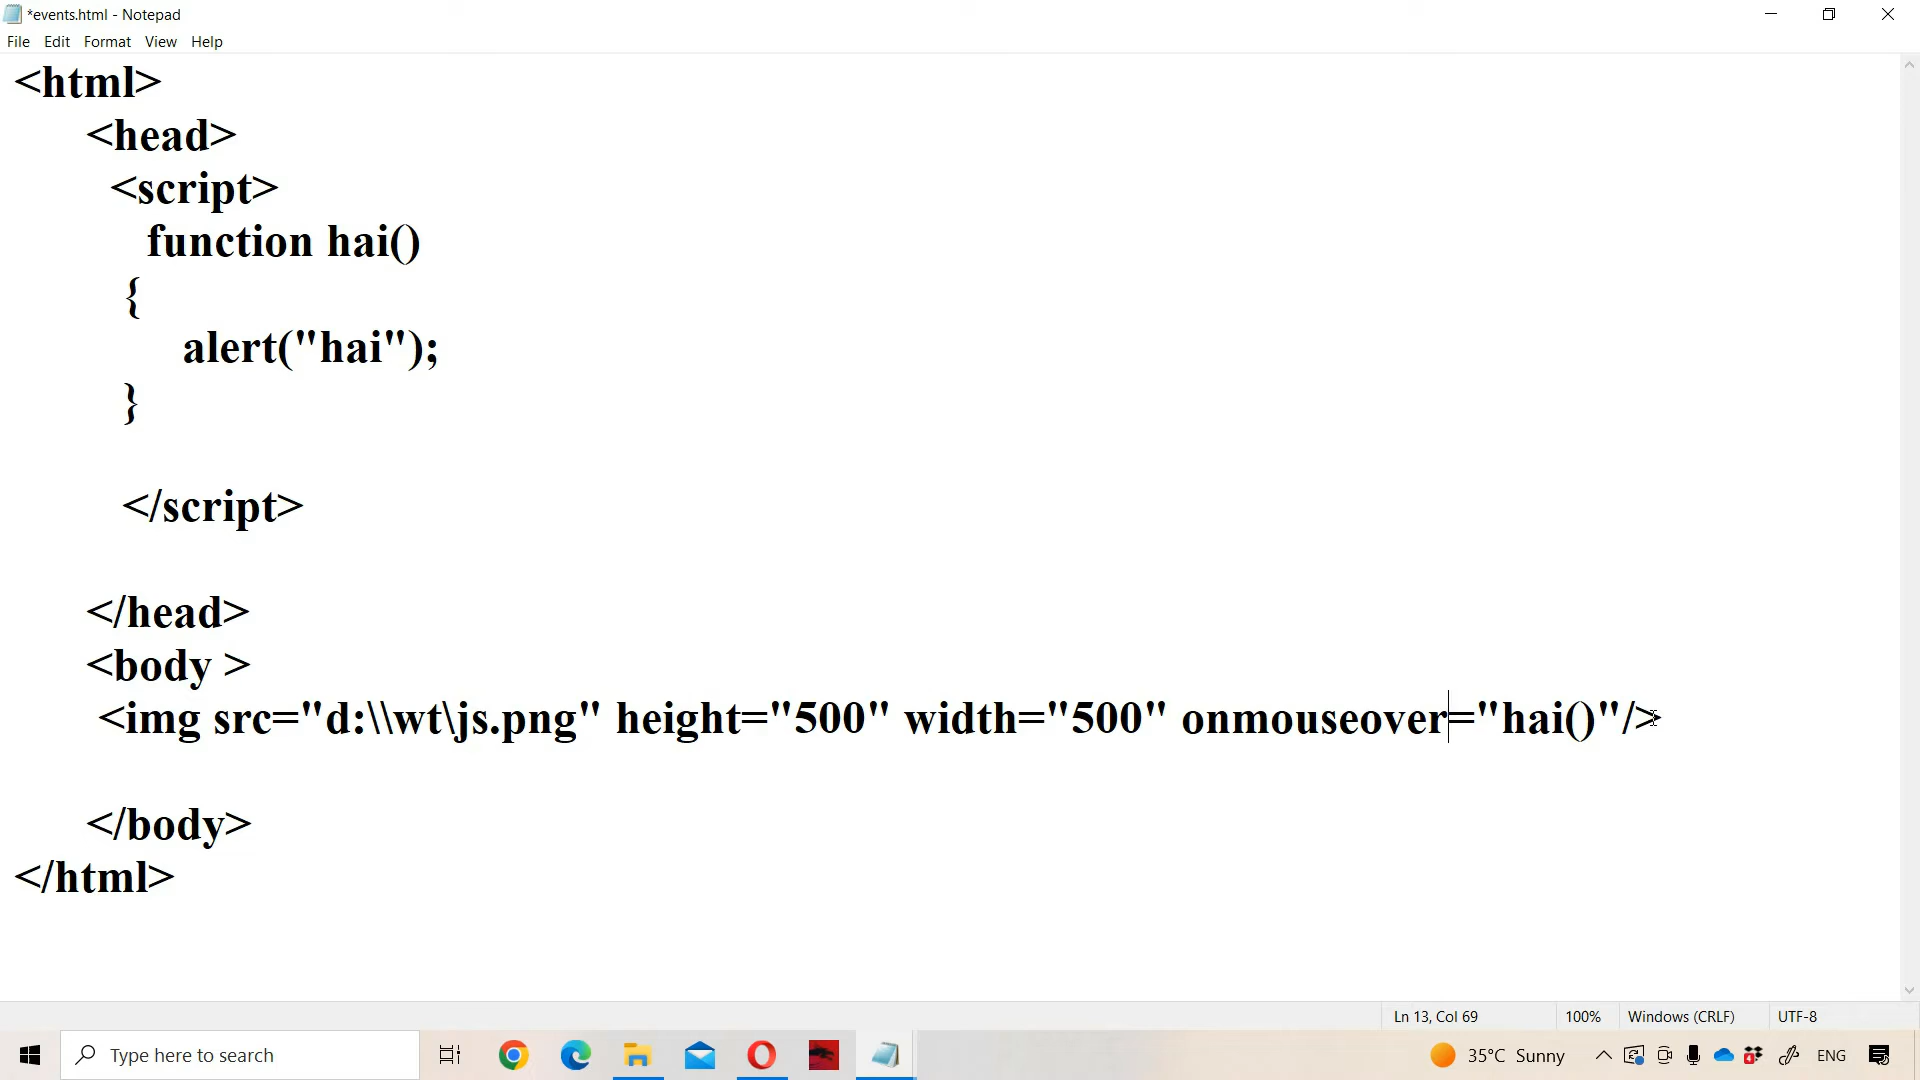 *events.html - Notepad
File Edit Format View Help
<html>
<head>
<script>
function hai()
{
alert("hai");
}
</script>
</head>
<body >
<img src="d:\\wt\js.png" height="500" width="500" onmouseover="hai()"/>
</body>
</html>
Ln 13, Col 69 100% Windows (CRLF) UTF-8
Type here to search 35°C Sunny ENG